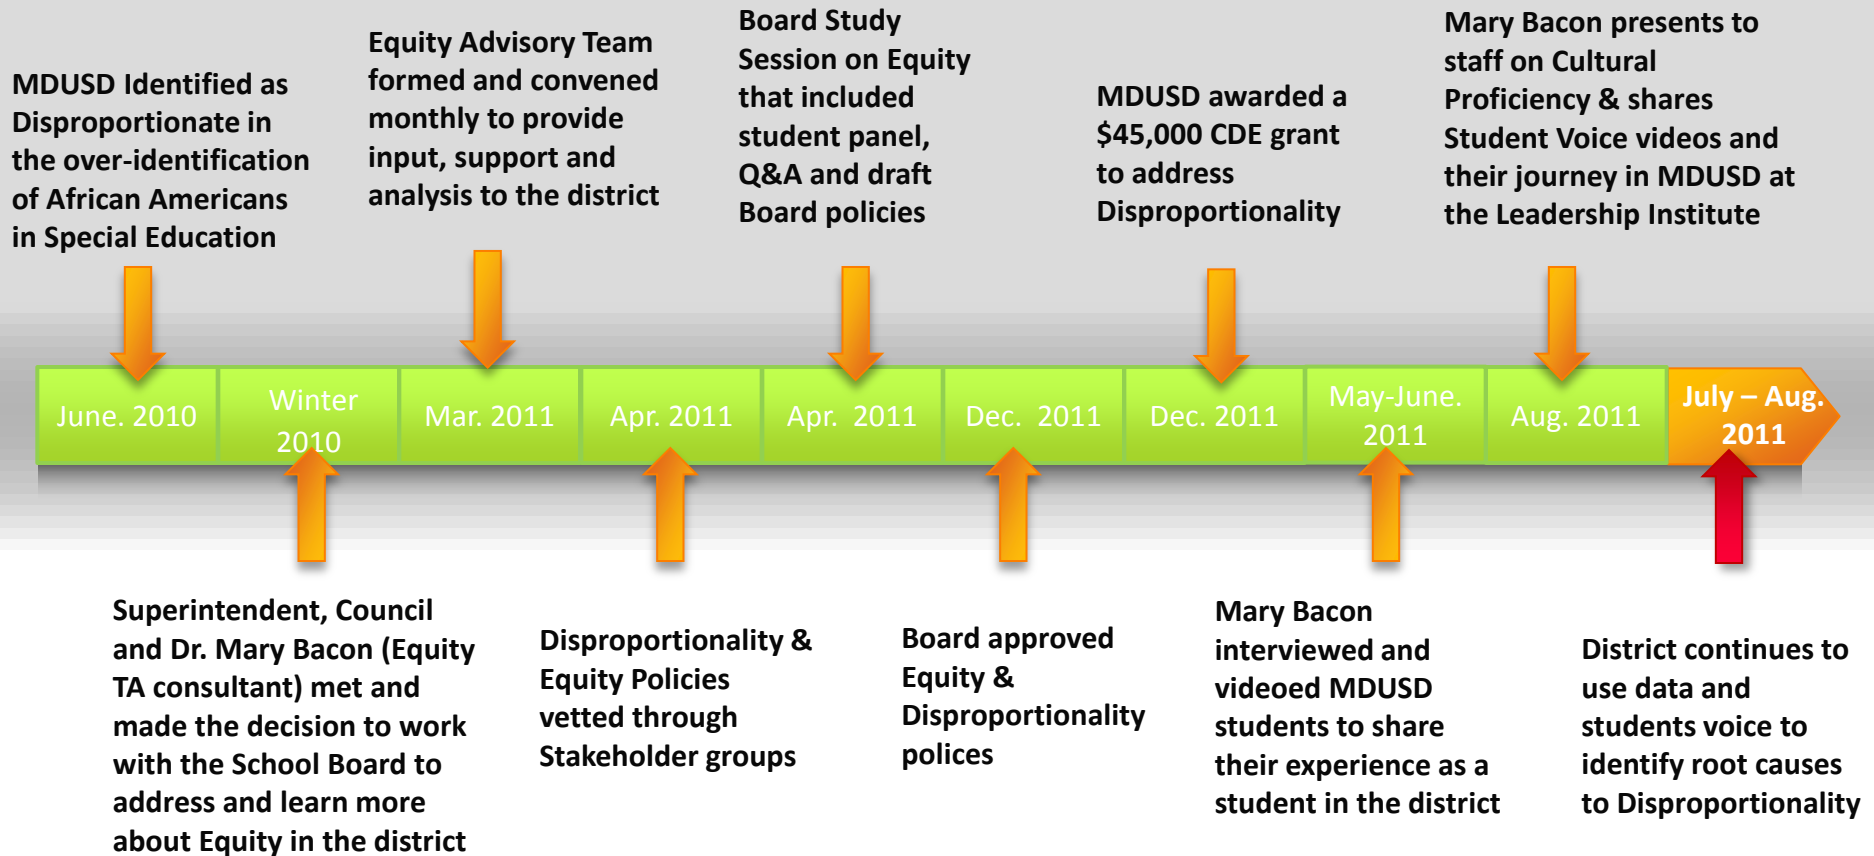 MDUSD Identified as
Disproportionate in
the over-identification
of African Americans
in Special Education
Equity Advisory Team
formed and convened
monthly to provide
input, support and
analysis to the district
Board Study
Session on Equity
that included
student panel,
Q&A and draft
Board policies
MDUSD awarded a
$45,000 CDE grant
to address
Disproportionality
Mary Bacon presents to
staff on Cultural
Proficiency & shares
Student Voice videos and
their journey in MDUSD at
the Leadership Institute
June. 2010
Winter
2010
Mar. 2011
Apr. 2011
Apr. 2011
Dec. 2011
Dec. 2011
May-June.
2011
Aug. 2011
July – Aug.
2011
Superintendent, Council
and Dr. Mary Bacon (Equity
TA consultant) met and
made the decision to work
with the School Board to
address and learn more
about Equity in the district
Disproportionality &
Equity Policies
vetted through
Stakeholder groups
Board approved
Equity &
Disproportionality
polices
Mary Bacon
interviewed and
videoed MDUSD
students to share
their experience as a
student in the district
District continues to
use data and
students voice to
identify root causes
to Disproportionality